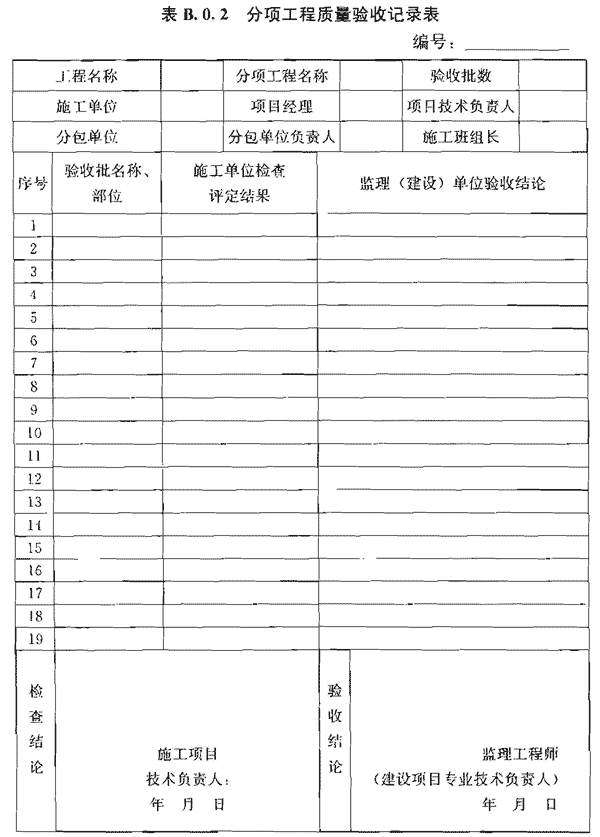 表 B. 0. 2 分项工程质量验收记录表
编号：
工程名称 分项工程名称 验收批数
施工单位 项目经理 项目技术负责人
分包单位 分包单位负责人 施工班组长
序号 验收批名称、部位 施工单位检查评定结果 监理（建设）单位验收结论
1
2
3
4
5
6
7
8
9
10
11
12
13
14
15
16
17
18
19
检查结论
施工项目
技术负责人：
年 月 日
验收结论
监理工程师
（建设项目专业技术负责人）
年 月 日